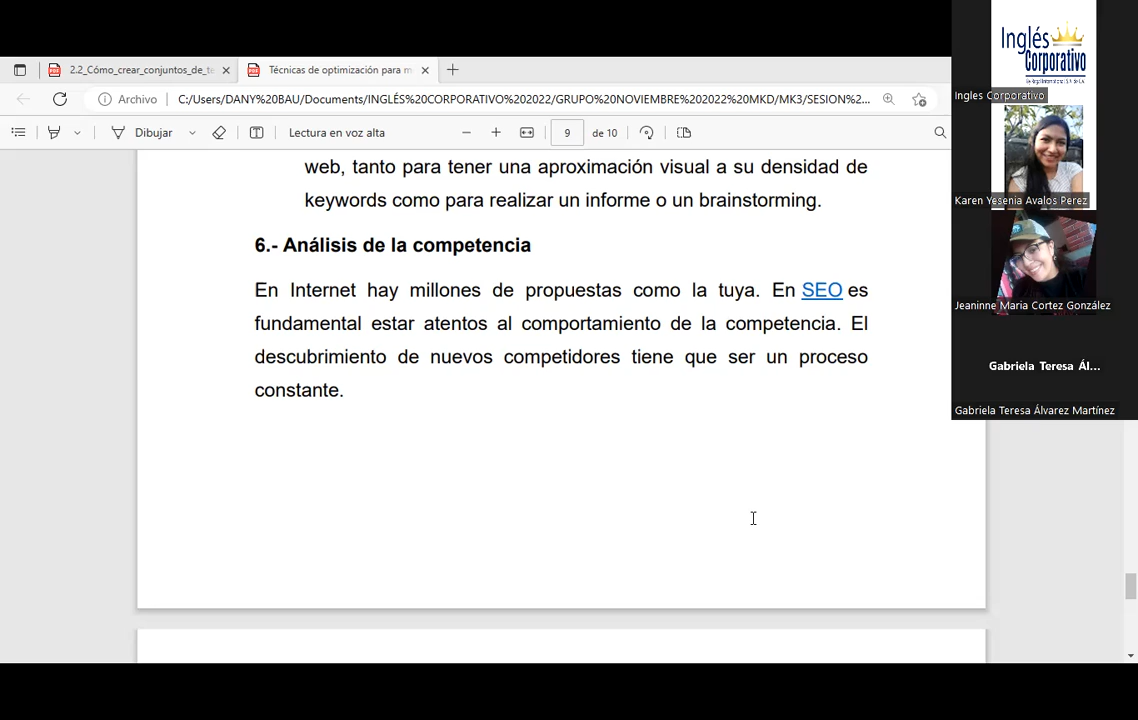 2.2_Cómo_crear_conjuntos_de_te
Técnicas de optimización para m
Archivo
C:/Users/DANY%20BAU/Documents/INGLÉS%20CORPORATIVO%202022/GRUPO%20NOVIEMBRE%202022%20MKD/MK3/SESION%2...
Dibujar
Lectura en voz alta
9 de 10
web, tanto para tener una aproximación visual a su densidad de
keywords como para realizar un informe o un brainstorming.
6.- Análisis de la competencia
En Internet hay millones de propuestas como la tuya. En SEO es
fundamental estar atentos al comportamiento de la competencia. El
descubrimiento de nuevos competidores tiene que ser un proceso
constante.
Inglés
Corporativo
Ingles Corporativo
Karen Yesenia Avalos Perez
Jeaninne Maria Cortez González
Gabriela Teresa Ál...
Gabriela Teresa Álvarez Martínez